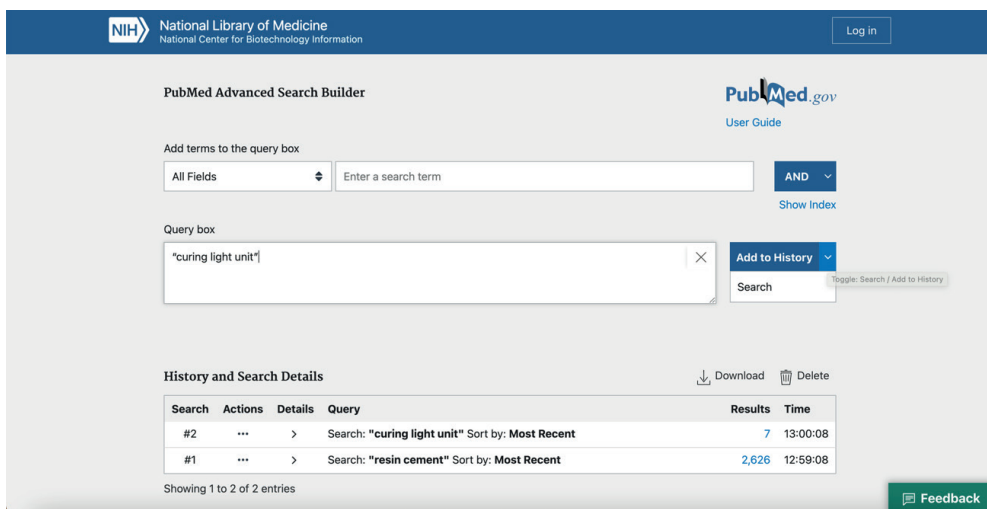 NIH National Library of Medicine
National Center for Biotechnology Information
Log in
PubMed Advanced Search Builder
PubMed.gov
User Guide
Add terms to the query box
All Fields
Enter a search term
AND
Show Index
Query box
“curing light unit”
Add to History
Toggle: Search / Add to History
Search
History and Search Details
Download
Delete
Search Actions Details Query Results Time
#2 ••• > Search: "curing light unit" Sort by: Most Recent 7 13:00:08
#1 ••• > Search: "resin cement" Sort by: Most Recent 2,626 12:59:08
Showing 1 to 2 of 2 entries
Feedback